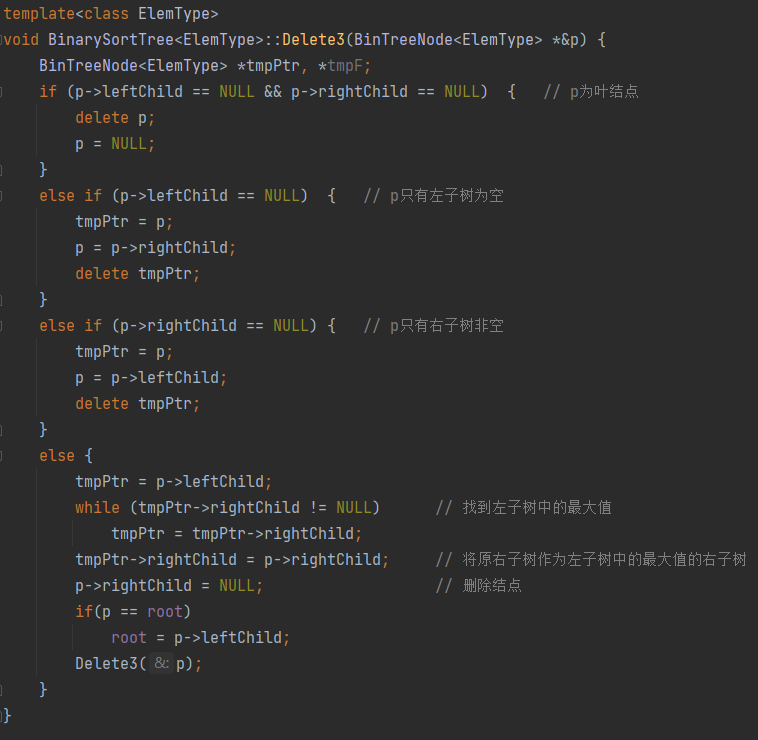 template<class ElemType>
void BinarySortTree<ElemType>::Delete3(BinTreeNode<ElemType> *&p) {
    BinTreeNode<ElemType> *tmpPtr, *tmpF;
    if (p->leftChild == NULL && p->rightChild == NULL)  {   // p为叶结点
        delete p;
        p = NULL;
    }
    else if (p->leftChild == NULL)  {   // p只有左子树为空
        tmpPtr = p;
        p = p->rightChild;
        delete tmpPtr;
    }
    else if (p->rightChild == NULL) {   // p只有右子树非空
        tmpPtr = p;
        p = p->leftChild;
        delete tmpPtr;
    }
    else {
        tmpPtr = p->leftChild;
        while (tmpPtr->rightChild != NULL)      // 找到左子树中的最大值
            tmpPtr = tmpPtr->rightChild;
        tmpPtr->rightChild = p->rightChild;     // 将原右子树作为左子树中的最大值的右子树
        p->rightChild = NULL;                   // 删除结点
        if(p == root)
            root = p->leftChild;
        Delete3( &: p);
    }
}